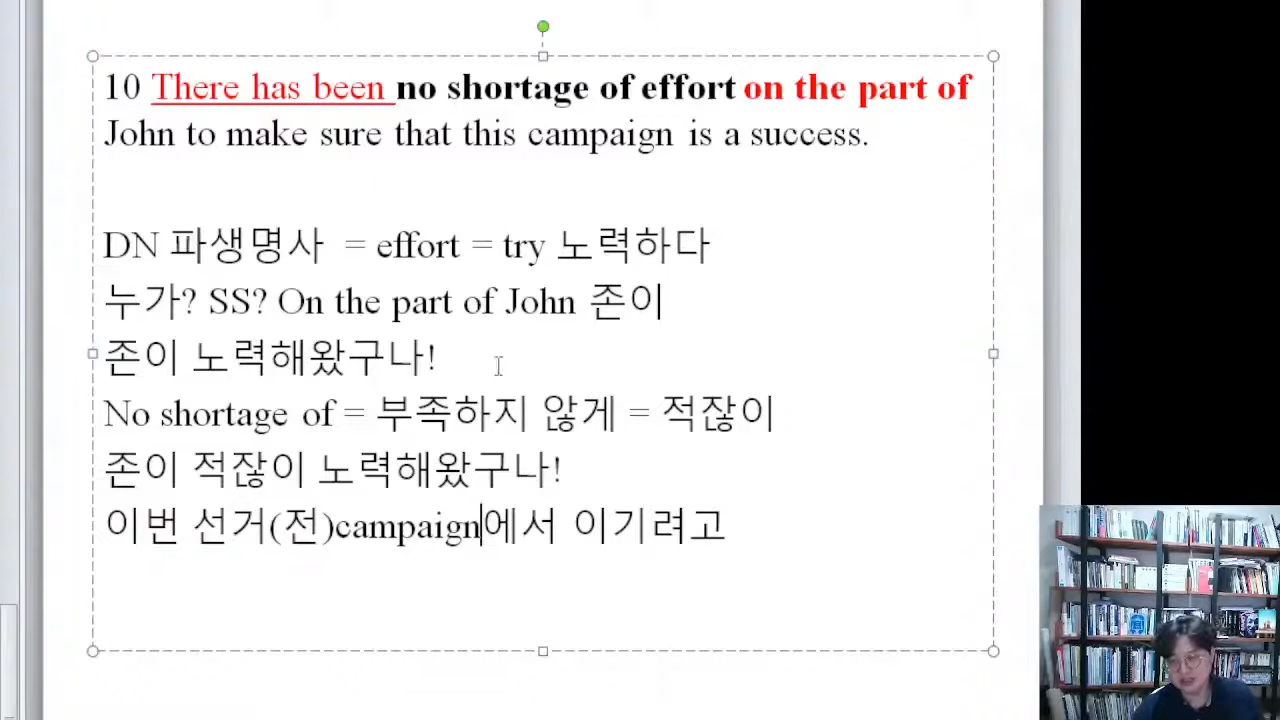 10 There has been no shortage of effort on the part of
John to make sure that this campaign is a success.
DN 파생명사 = effort = try 노력하다
누가? SS? On the part of John 존이
존이 노력해왔구나!
No shortage of = 부족하지 않게 = 적잖이
존이 적잖이 노력해왔구나!
이번 선거(전)campaign에서 이기려고